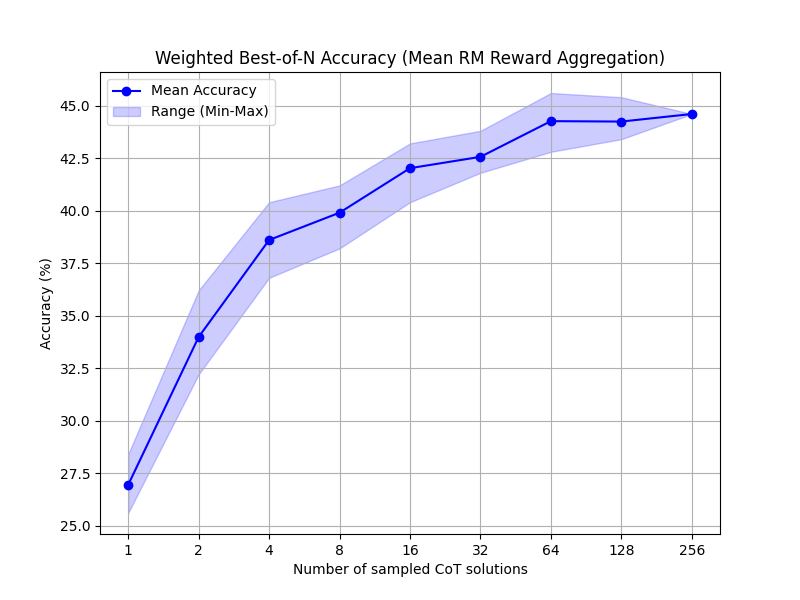 Weighted Best-of-N Accuracy (Mean RM Reward Aggregation)
Mean Accuracy
Range (Min-Max)
45.0
42.5
40.0
37.5
35.0
32.5
30.0
27.5
25.0
Accuracy (%)
1 2 4 8 16 32 64 128 256
Number of sampled CoT solutions